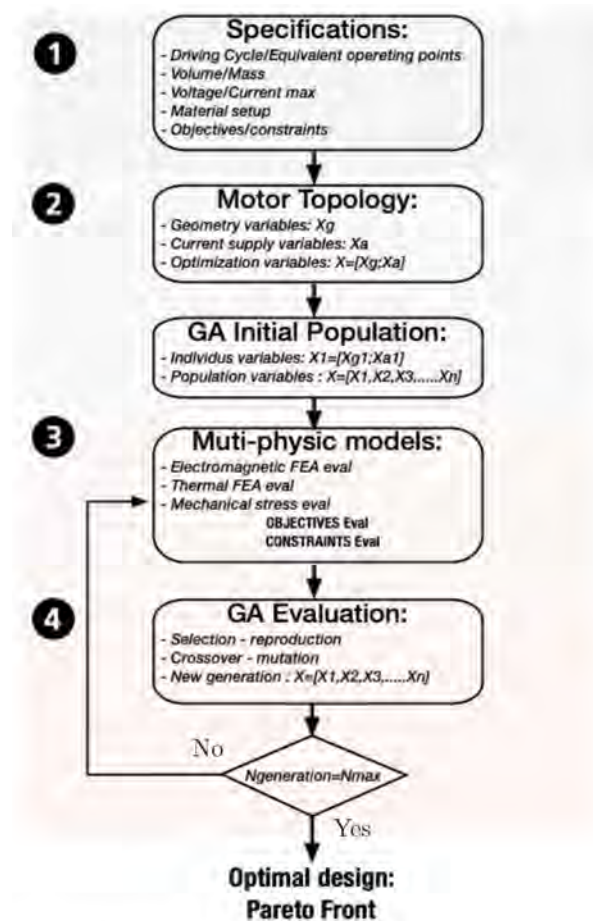 1
Specifications:
- Driving Cycle/Equivalent operating points
- Volume/Mass
- Voltage/Current max
- Material setup
- Objectives/constraints
2
Motor Topology:
- Geometry variables: Xg
- Current supply variables: Xa
- Optimization variables: X=[Xg;Xa]
GA Initial Population:
- Individus variables: X1=[Xg1;Xa1]
- Population variables : X=[X1,X2,X3,.....Xn]
3
Muti-physic models:
- Electromagnetic FEA eval
- Thermal FEA eval
- Mechanical stress eval
OBJECTIVES Eval
CONSTRAINTS Eval
4
GA Evaluation:
- Selection - reproduction
- Crossover - mutation
- New generation : X=[X1,X2,X3,.....Xn]
No
Ngeneration=Nmax
Yes
Optimal design:
Pareto Front